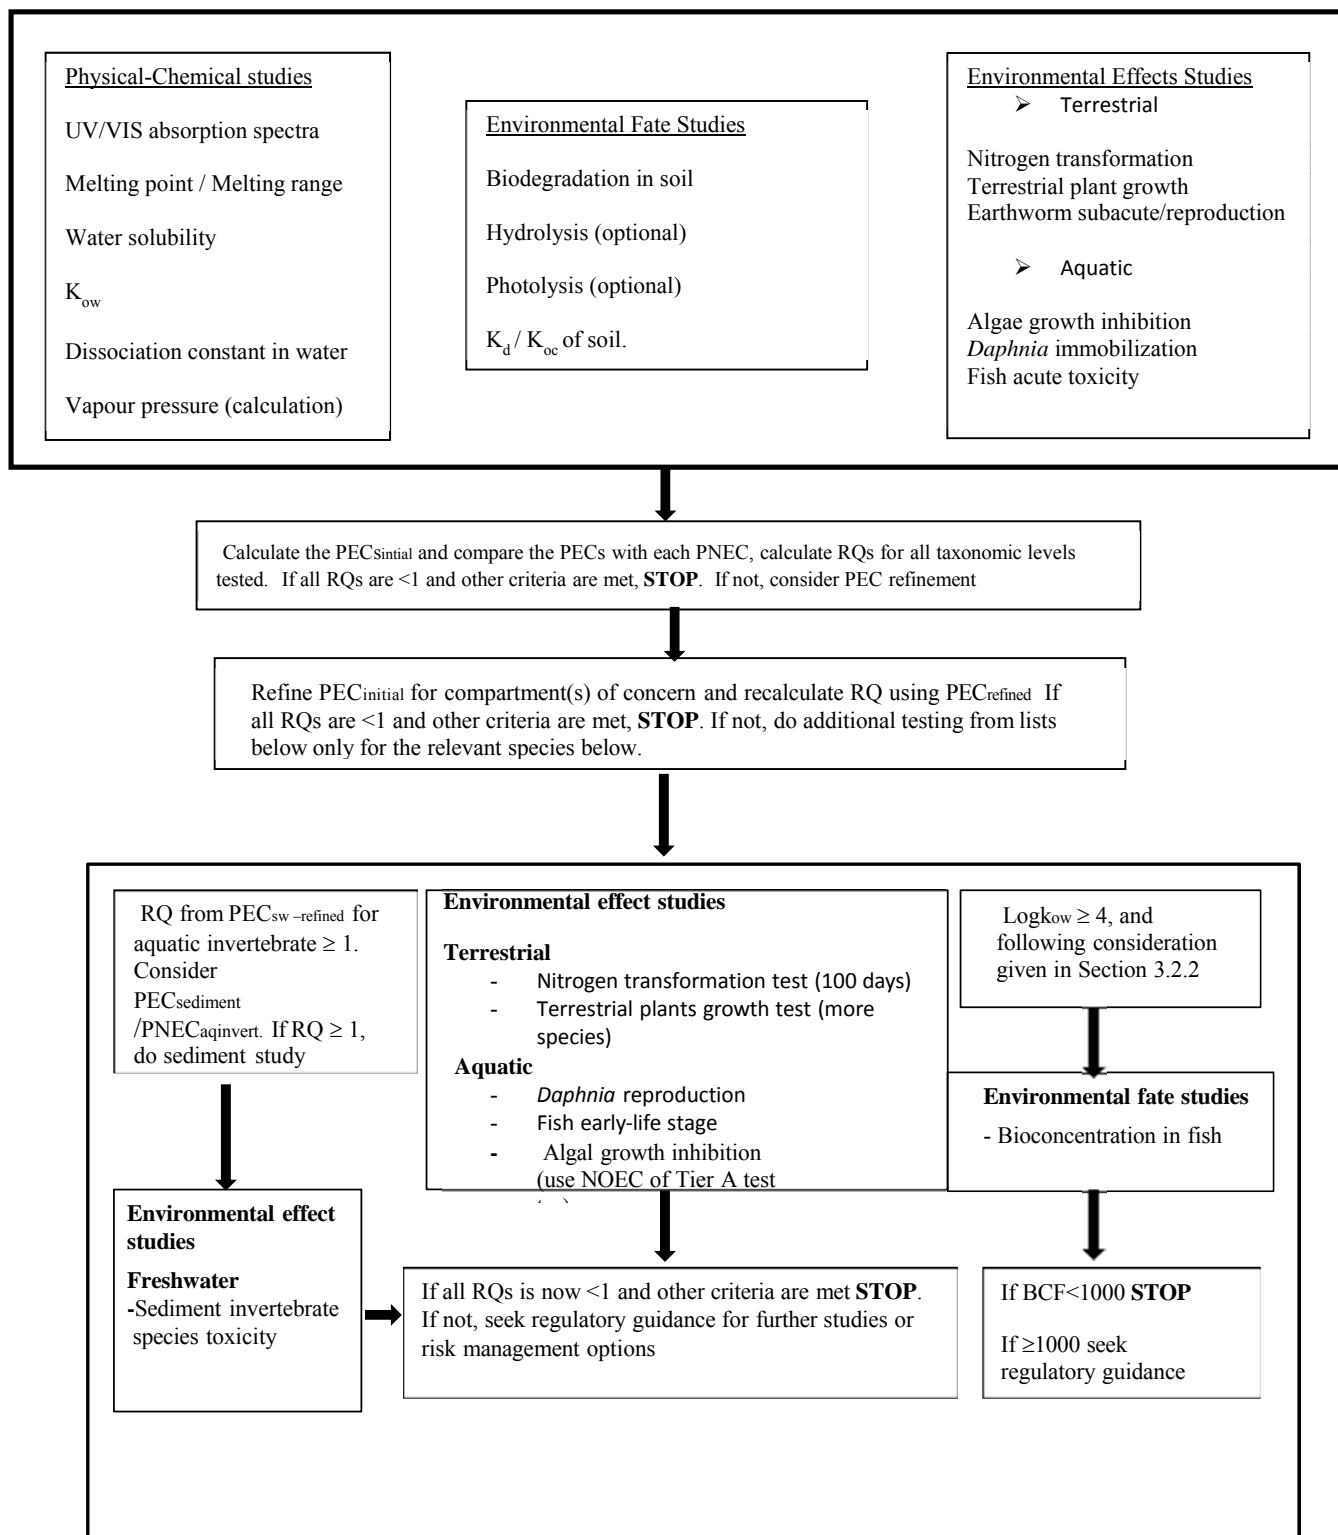 Physical-Chemical studies
UV/VIS absorption spectra
Melting point / Melting range
Water solubility
Kow
Dissociation constant in water
Vapour pressure (calculation)
Environmental Fate Studies
Biodegradation in soil
Hydrolysis (optional)
Photolysis (optional)
Kd / Koc of soil.
Environmental Effects Studies
➢ Terrestrial
Nitrogen transformation
Terrestrial plant growth
Earthworm subacute/reproduction
➢ Aquatic
Algae growth inhibition
Daphnia immobilization
Fish acute toxicity
Calculate the PECsintial and compare the PECs with each PNEC, calculate RQs for all taxonomic levels
tested. If all RQs are <1 and other criteria are met, STOP. If not, consider PEC refinement
Refine PECinitial for compartment(s) of concern and recalculate RQ using PECrefined If
all RQs are <1 and other criteria are met, STOP. If not, do additional testing from lists
below only for the relevant species below.
RQ from PECsw –refined for
aquatic invertebrate ≥ 1.
Consider
PECsediment
/PNECaqinvert. If RQ ≥ 1,
do sediment study
Environmental effect studies
Terrestrial
- Nitrogen transformation test (100 days)
- Terrestrial plants growth test (more
species)
Aquatic
- Daphnia reproduction
- Fish early-life stage
- Algal growth inhibition
(use NOEC of Tier A test
Logkow ≥ 4, and
following consideration
given in Section 3.2.2
Environmental fate studies
- Bioconcentration in fish
Environmental effect
studies
Freshwater
-Sediment invertebrate
species toxicity
If all RQs is now <1 and other criteria are met STOP.
If not, seek regulatory guidance for further studies or
risk management options
If BCF<1000 STOP
If ≥1000 seek
regulatory guidance